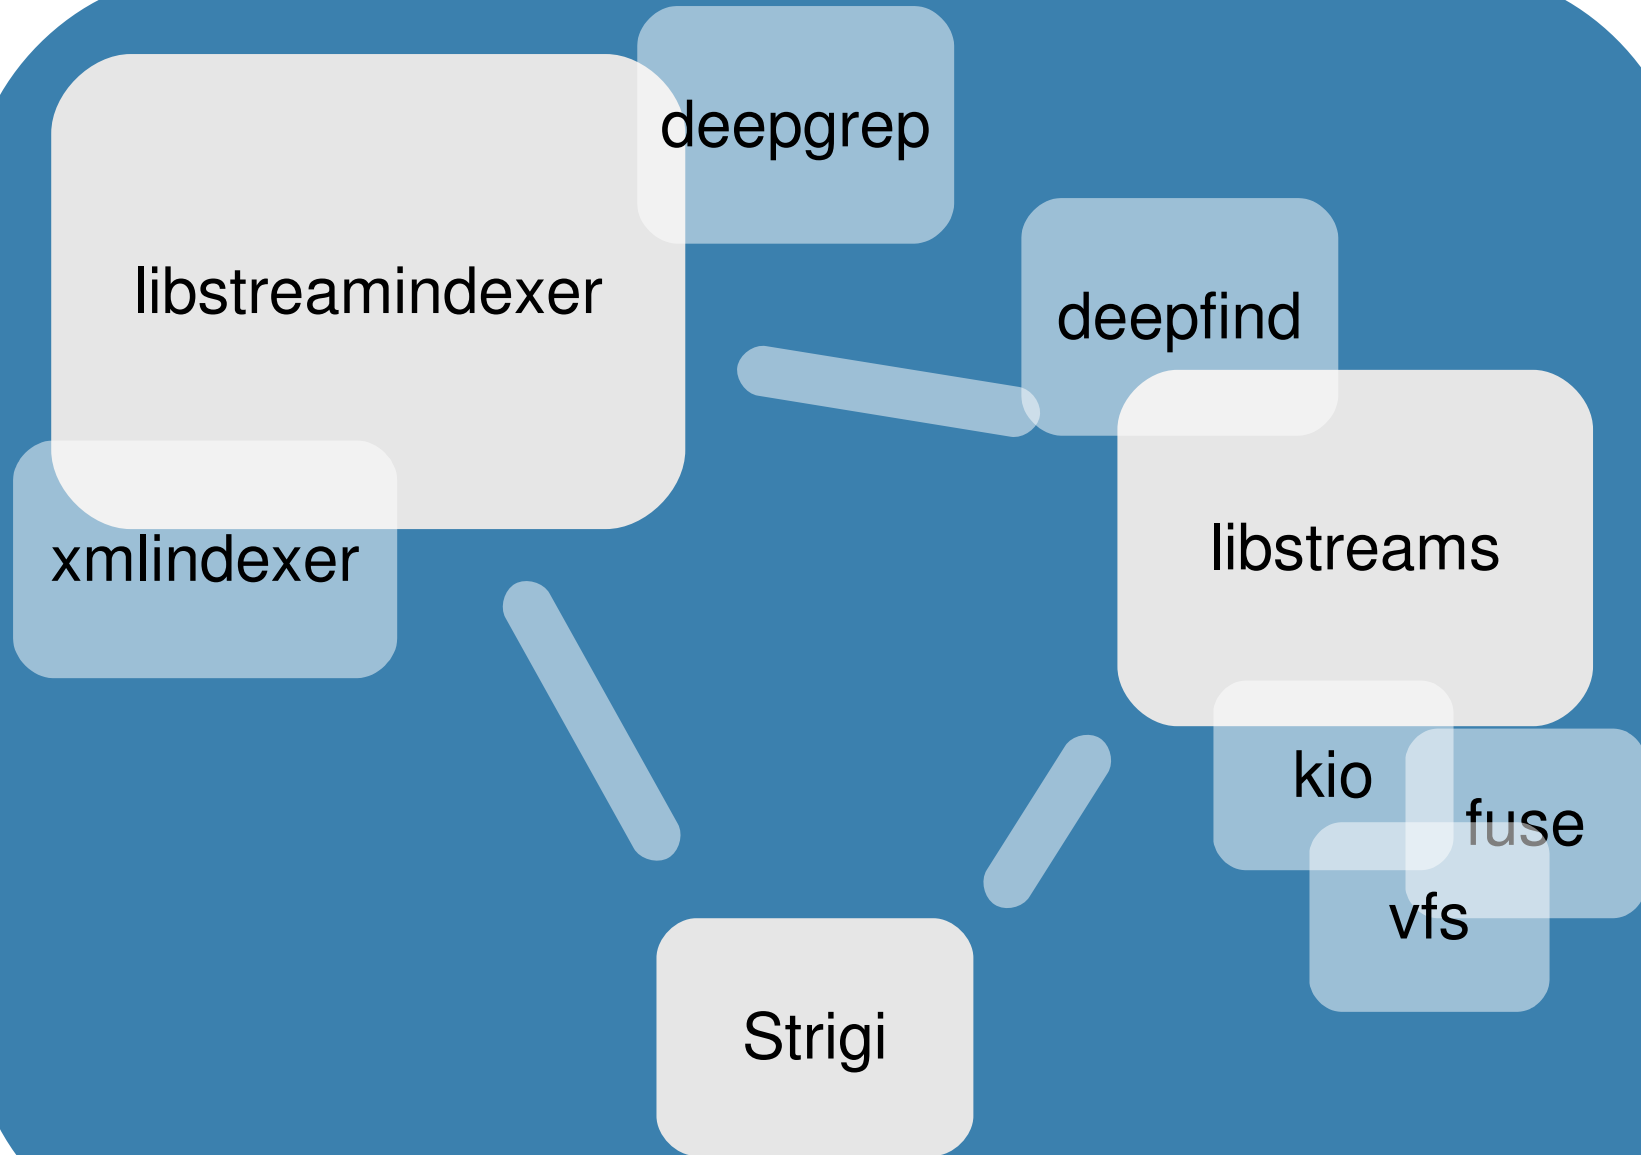 deepgrep
libstreamindexer
deepfind
xmlindexer
libstreams
kio
fuse
vfs
Strigi